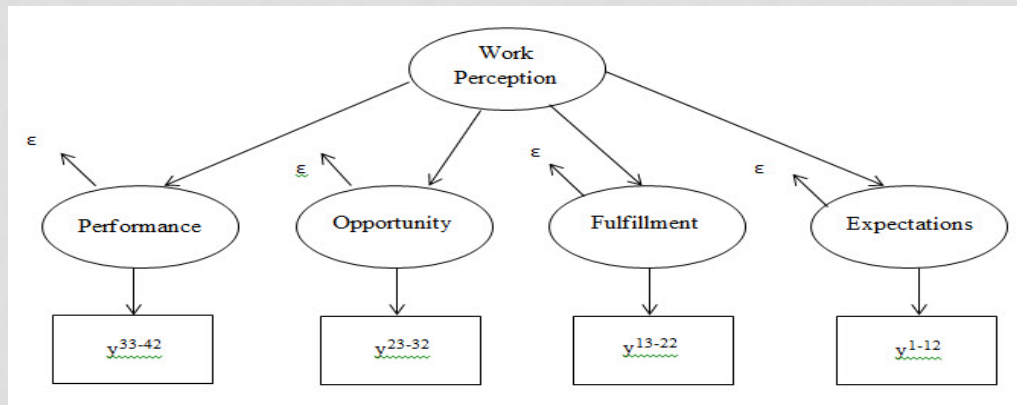 Work
Perception
ε
ε
ε
ε
Performance
Opportunity
Fulfillment
Expectations
y³³⁻⁴²
y²³⁻³²
y¹³⁻²²
y¹⁻¹²